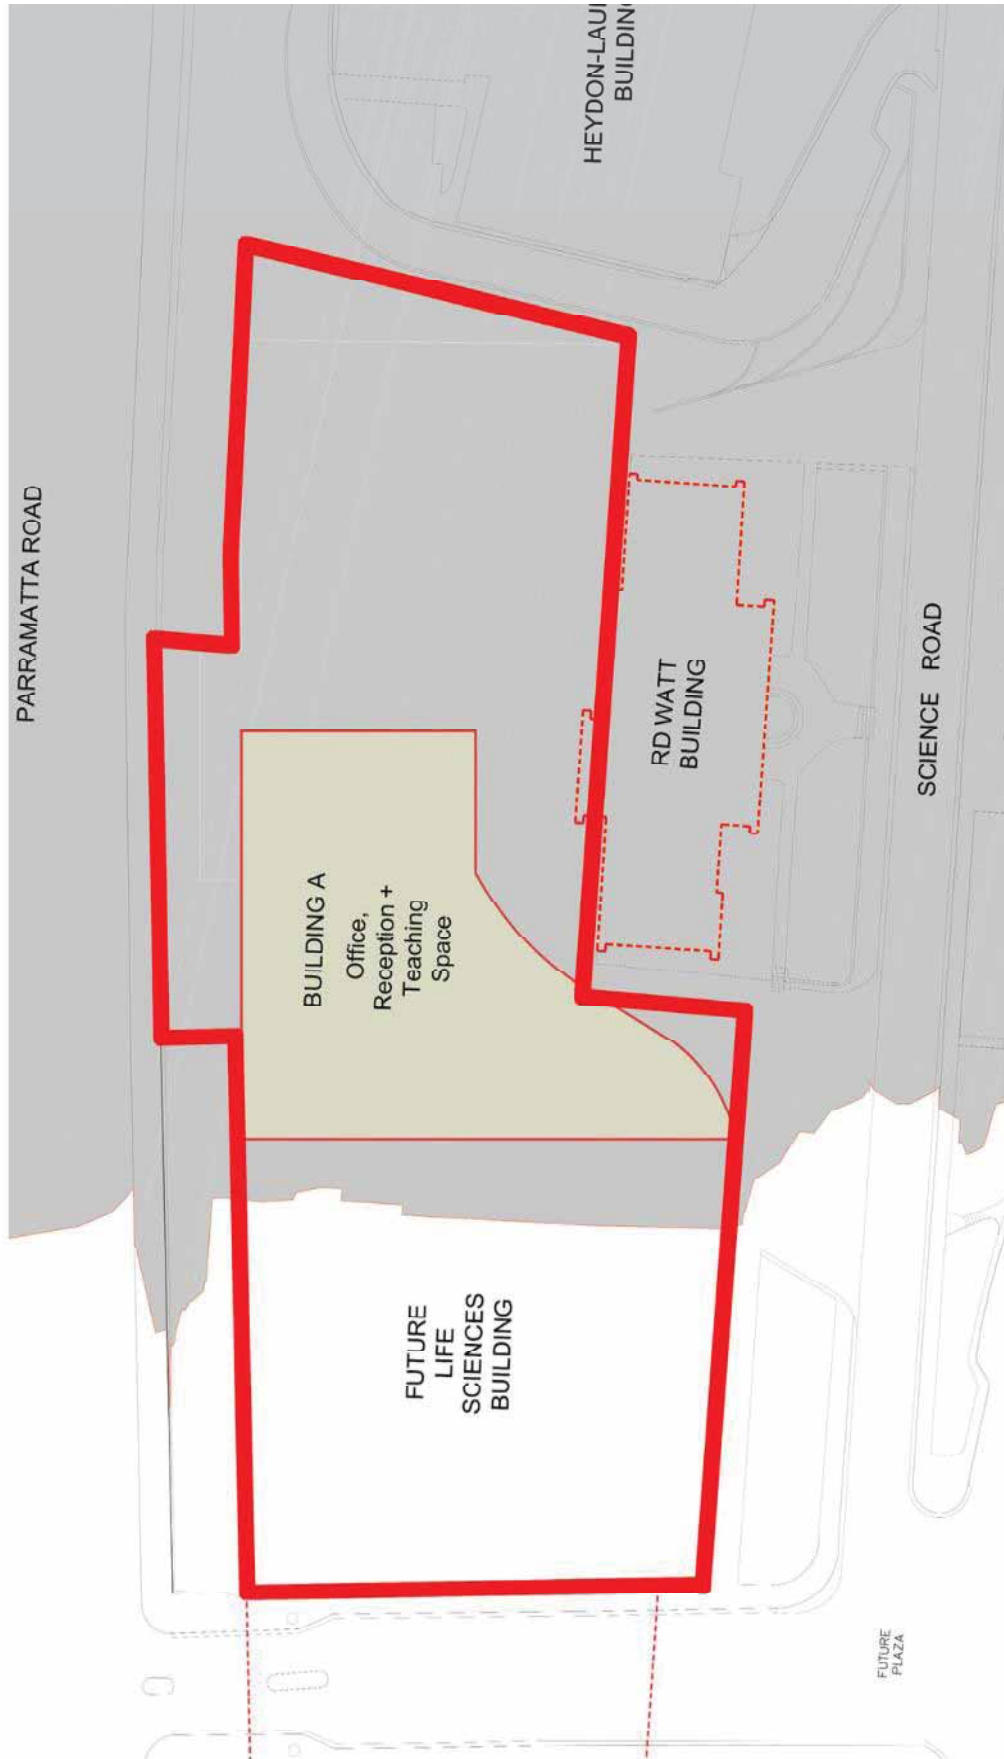 PARRAMATTA ROAD
BUILDING A
Office,
Reception +
Teaching
Space
FUTURE
LIFE
SCIENCES
BUILDING
HEYDON-LAU
BUILDING
RD WATT
BUILDING
SCIENCE ROAD
FUTURE
PLAZA